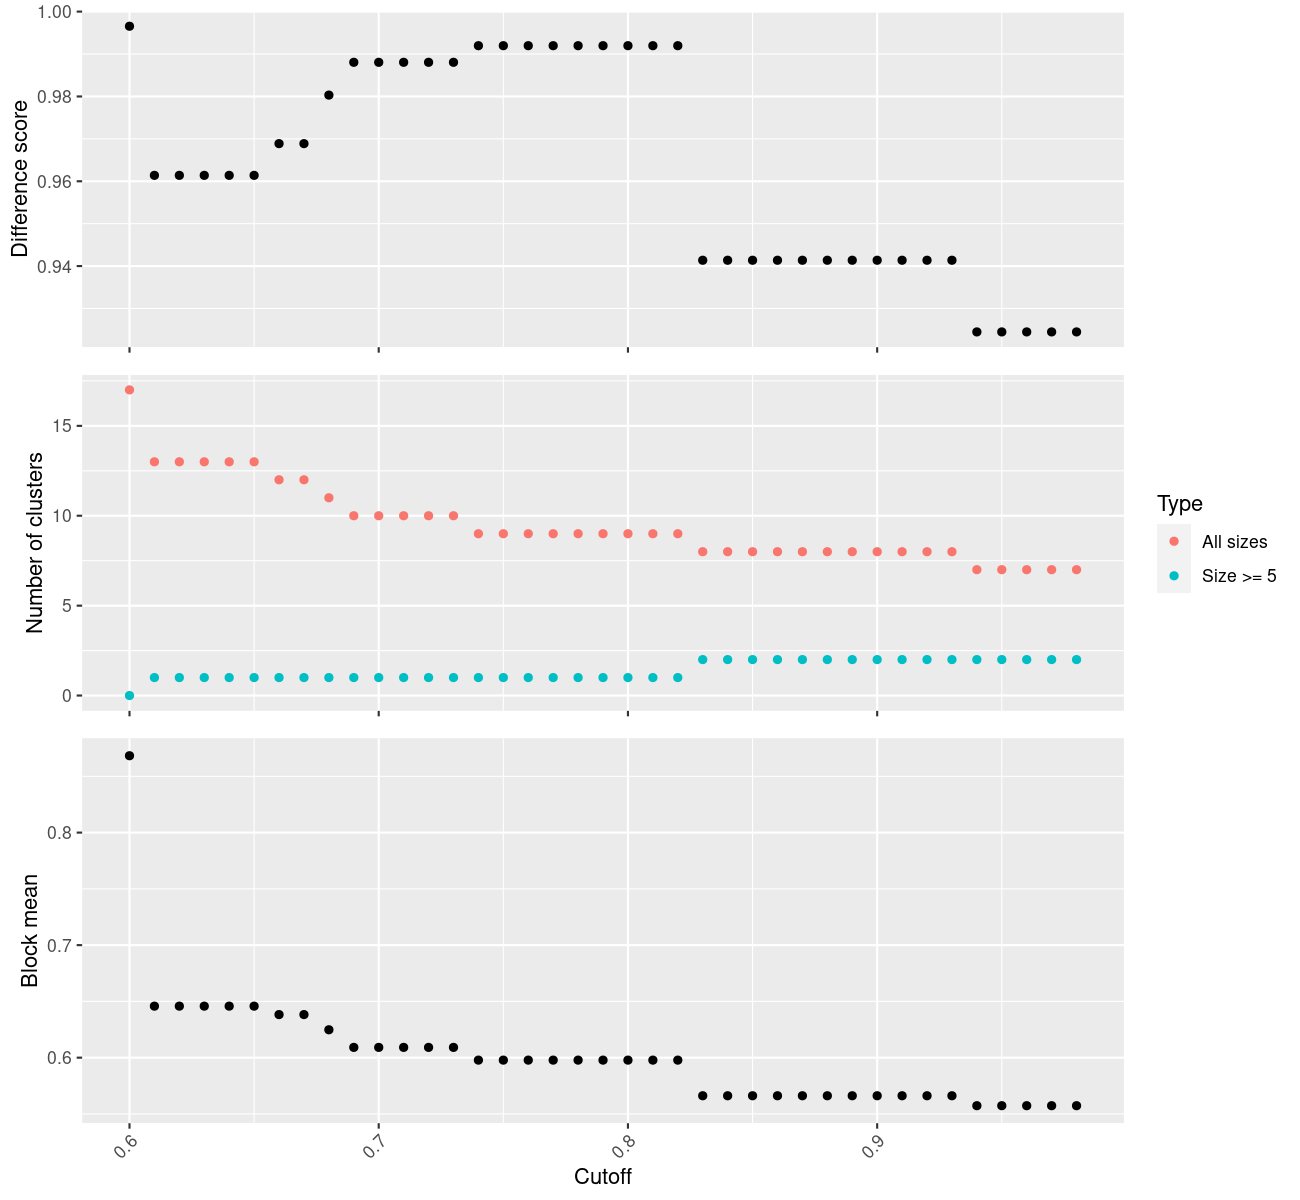 1.00
0.98
0.96
0.94
Difference score
15
10
5
0
Number of clusters
Type
All sizes
Size >= 5
0.8
0.7
0.6
Block mean
0.6
0.7
0.8
0.9
Cutoff